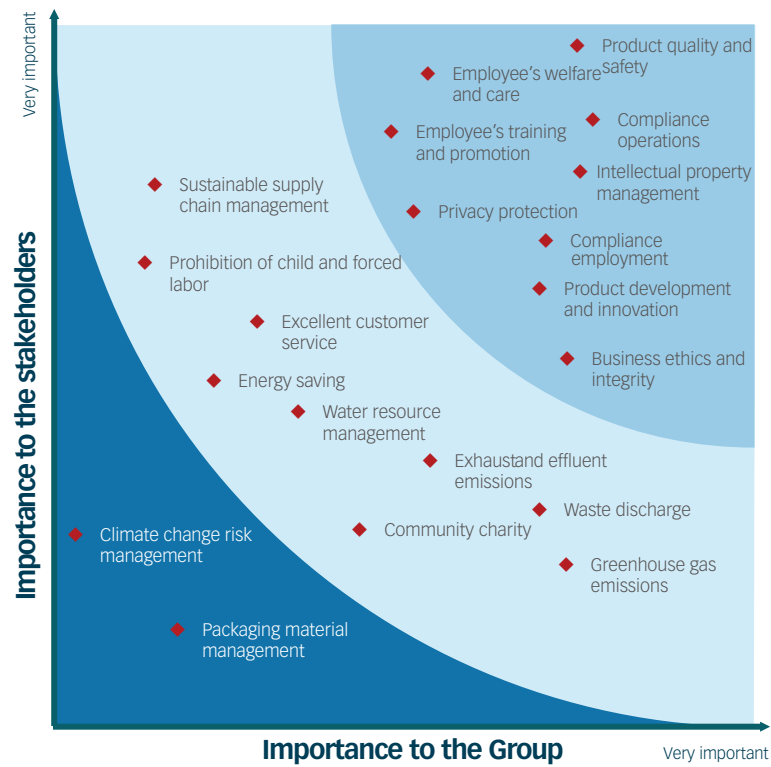 Very important
Importance to the stakeholders
Product quality and
safety
Employee's welfare
and care
Compliance
operations
Employee's training
and promotion
Intellectual property
management
Sustainable supply
chain management
Privacy protection
Compliance
employment
Prohibition of child and forced
labor
Product development
and innovation
Excellent customer
service
Business ethics and
integrity
Energy saving
Water resource
management
Exhaustand effluent
emissions
Waste discharge
Community charity
Climate change risk
management
Greenhouse gas
emissions
Packaging material
management
Importance to the Group
Very important